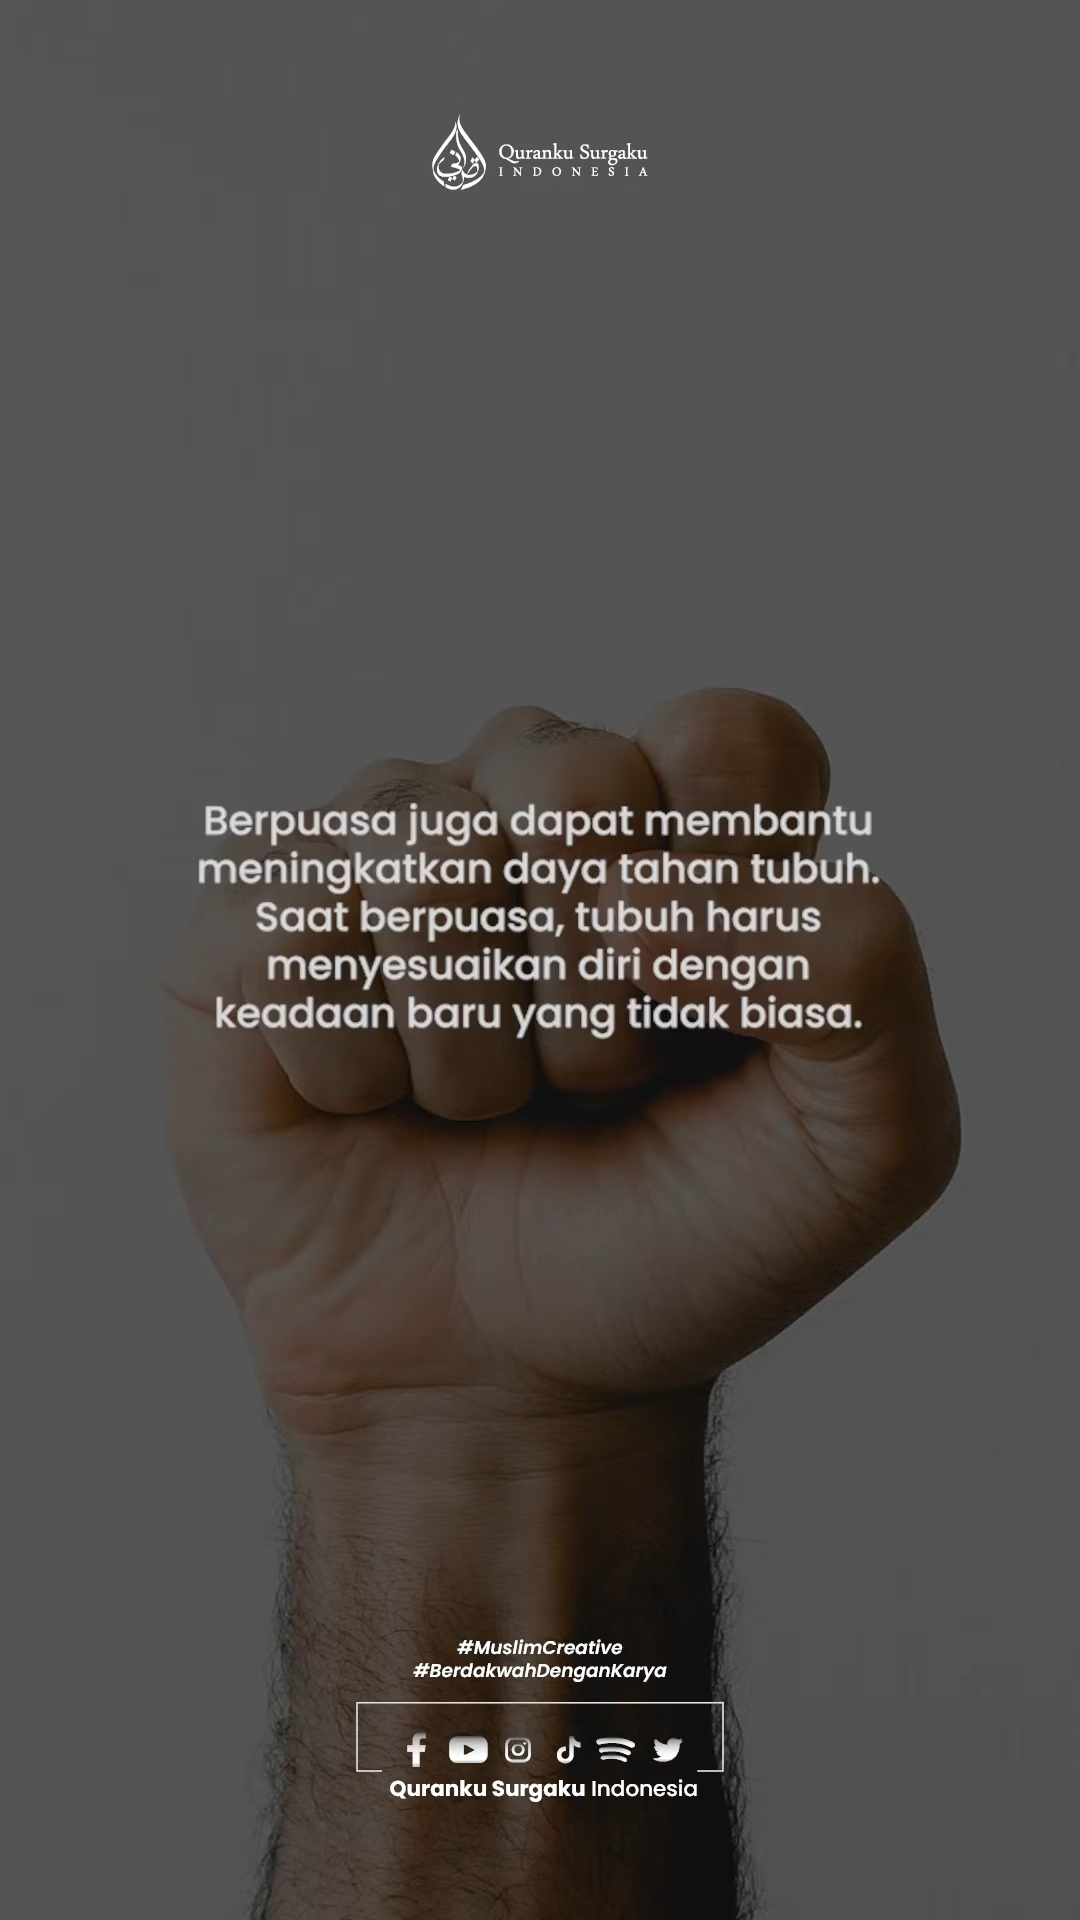 Quranku Surgaku
INDONESIA
Berpuasa juga dapat membantu
meningkatkan daya tahan tubuh.
Saat berpuasa, tubuh harus
menyesuaikan diri dengan
keadaan baru yang tidak biasa.
#MuslimCreative
#BerdakwahDenganKarya
Quranku Surgaku Indonesia